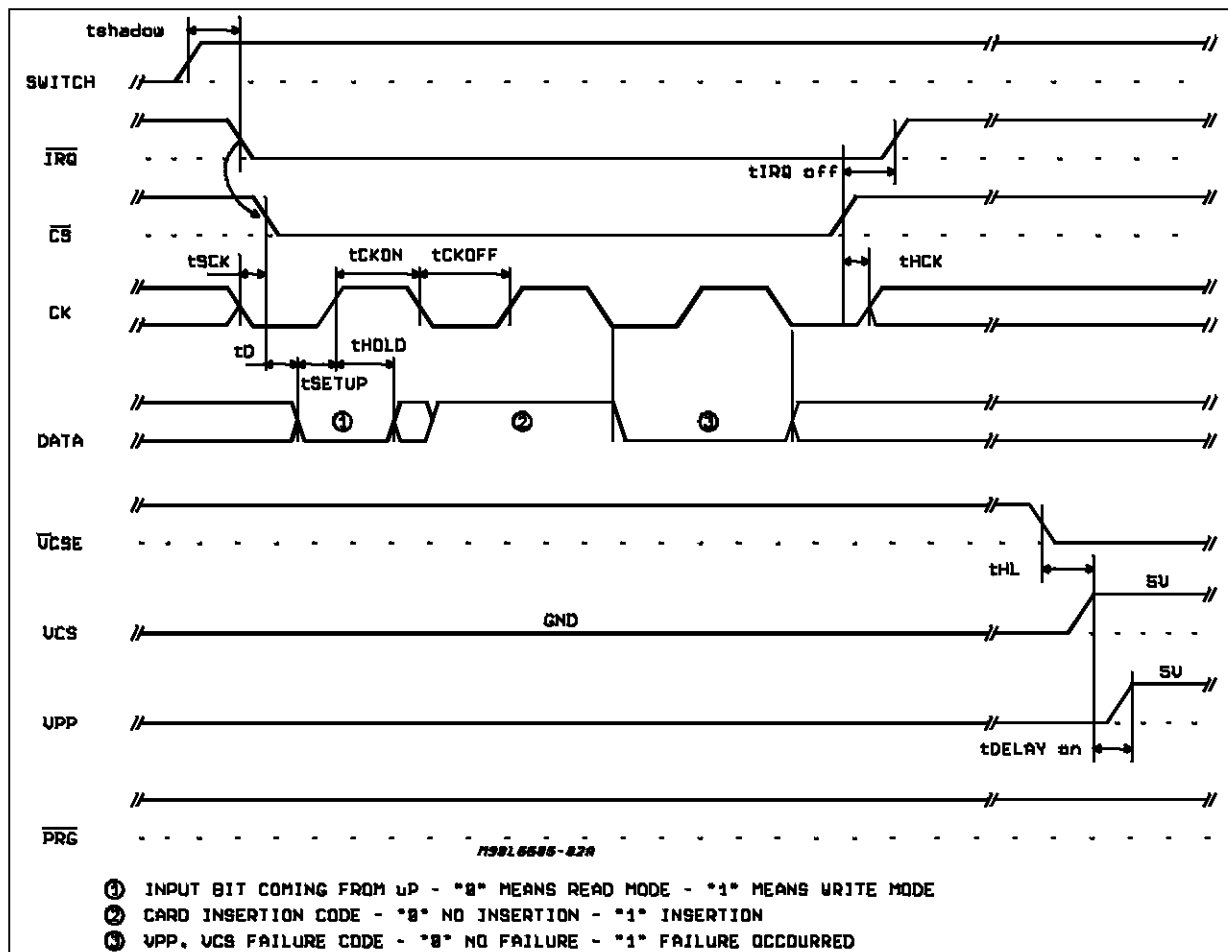 tshadow
SWITCH
IRQ
tIRQ off
CS
tSCK
tCKON
tCKOFF
tHCK
CK
tD
tHOLD
tSETUP
① ② ③
DATA
VCSE
tHL
5V
VCS
GND
5V
VPP
tDELAY on
PRG
M98L6605-02A
① INPUT BIT COMING FROM uP - "0" MEANS READ MODE - "1" MEANS WRITE MODE
② CARD INSERTION CODE - "0" NO INSERTION - "1" INSERTION
③ VPP, VCS FAILURE CODE - "0" NO FAILURE - "1" FAILURE OCCOURRED